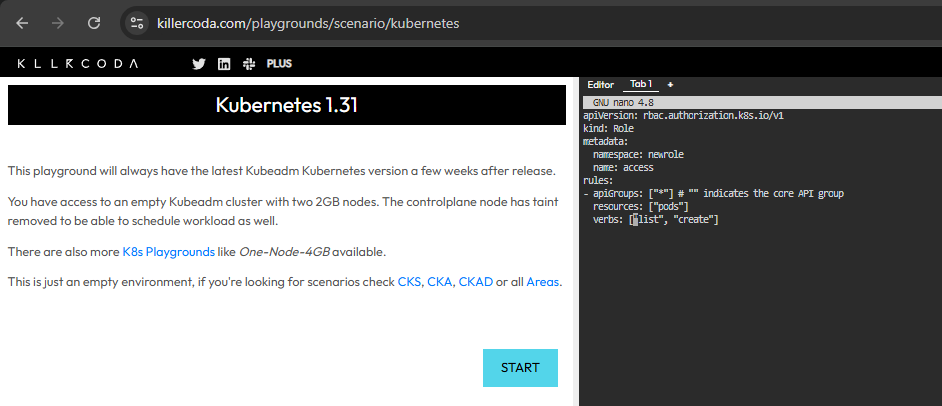 killercoda.com/playgrounds/scenario/kubernetes
KLLRCODA
PLUS
Kubernetes 1.31
This playground will always have the latest Kubeadm Kubernetes version a few weeks after release.
You have access to an empty Kubeadm cluster with two 2GB nodes. The controlplane node has taint
removed to be able to schedule workload as well.
There are also more K8s Playgrounds like One-Node-4GB available.
This is just an empty environment, if you're looking for scenarios check CKS, CKA, CKAD or all Areas.
START
Editor Tab 1 +
GNU nano 4.8
apiVersion: rbac.authorization.k8s.io/v1
kind: Role
metadata:
  namespace: newrole
  name: access
rules:
- apiGroups: ["*"] # "" indicates the core API group
  resources: ["pods"]
  verbs: ["list", "create"]